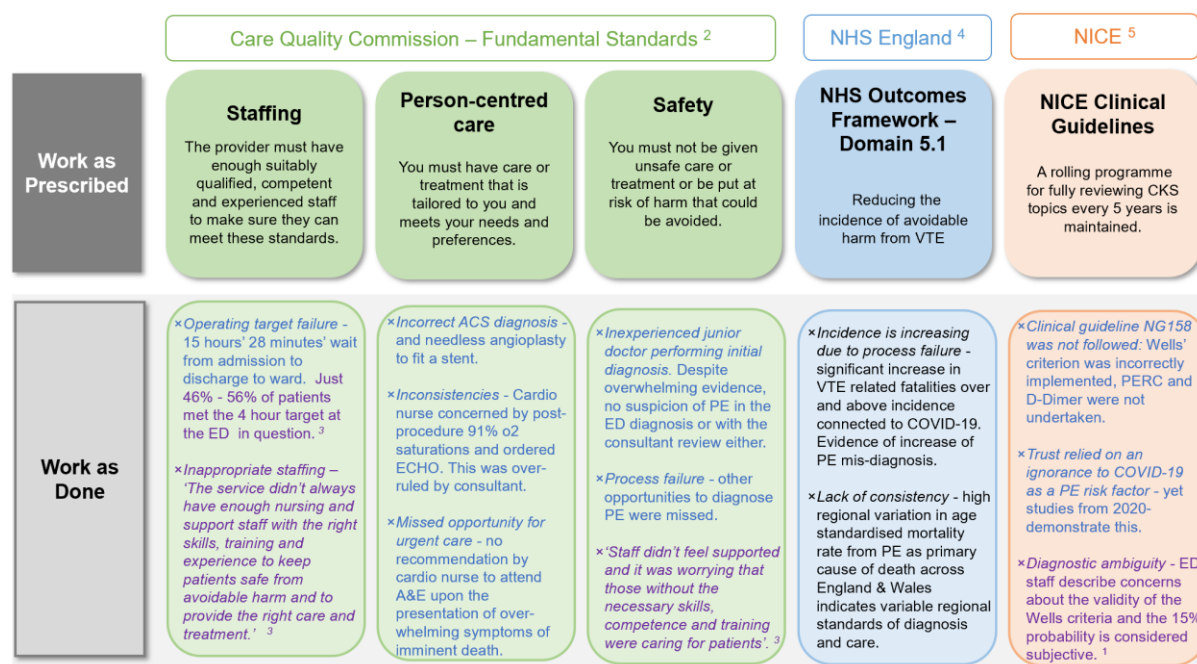 Care Quality Commission – Fundamental Standards 2
NHS England 4
NICE 5
Work as
Prescribed
Staffing
The provider must have
enough suitably
qualified, competent
and experienced staff
to make sure they can
meet these standards.
Person-centred
care
You must have care or
treatment that is
tailored to you and
meets your needs and
preferences.
Safety
You must not be given
unsafe care or
treatment or be put at
risk of harm that could
be avoided.
NHS Outcomes
Framework –
Domain 5.1
Reducing the
incidence of avoidable
harm from VTE
NICE Clinical
Guidelines
A rolling programme
for fully reviewing CKS
topics every 5 years is
maintained.
Work as
Done
×Operating target failure -
15 hours' 28 minutes' wait
from admission to
discharge to ward. Just
46% - 56% of patients
met the 4 hour target at
the ED in question. 3
×Inappropriate staffing –
'The service didn't always
have enough nursing and
support staff with the right
skills, training and
experience to keep
patients safe from
avoidable harm and to
provide the right care and
treatment.' 3
×Incorrect ACS diagnosis -
and needless angioplasty
to fit a stent.
×Inconsistencies - Cardio
nurse concerned by post-
procedure 91% o2
saturations and ordered
ECHO. This was over-
ruled by consultant.
×Missed opportunity for
urgent care - no
recommendation by
cardio nurse to attend
A&E upon the
presentation of over-
whelming symptoms of
imminent death.
×Inexperienced junior
doctor performing initial
diagnosis. Despite
overwhelming evidence,
no suspicion of PE in the
ED diagnosis or with the
consultant review either.
×Process failure - other
opportunities to diagnose
PE were missed.
×'Staff didn't feel supported
and it was worrying that
those without the
necessary skills,
competence and training
were caring for patients'. 3
×Incidence is increasing
due to process failure -
significant increase in
VTE related fatalities over
and above incidence
connected to COVID-19.
Evidence of increase of
PE mis-diagnosis.
×Lack of consistency - high
regional variation in age
standardised mortality
rate from PE as primary
cause of death across
England & Wales
indicates variable regional
standards of diagnosis
and care.
×Clinical guideline NG158
was not followed: Wells'
criterion was incorrectly
implemented, PERC and
D-Dimer were not
undertaken.
×Trust relied on an
ignorance to COVID-19
as a PE risk factor - yet
studies from 2020-
demonstrate this.
×Diagnostic ambiguity - ED
staff describe concerns
about the validity of the
Wells criteria and the 15%
probability is considered
subjective. 1